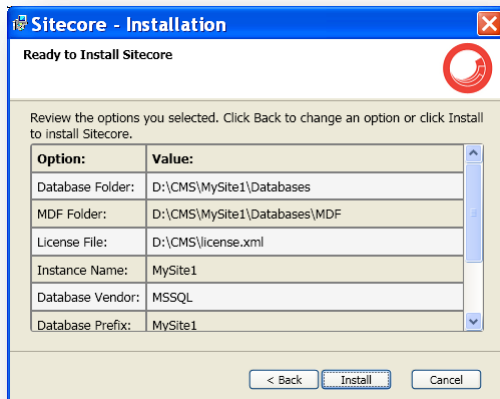 Sitecore - Installation
Ready to Install Sitecore
Review the options you selected. Click Back to change an option or click Install
to install Sitecore.
Option: Value:
Database Folder: D:\CMS\MySite1\Databases
MDF Folder: D:\CMS\MySite1\Databases\MDF
License File: D:\CMS\license.xml
Instance Name: MySite1
Database Vendor: MSSQL
Database Prefix: MySite1
< Back Install Cancel